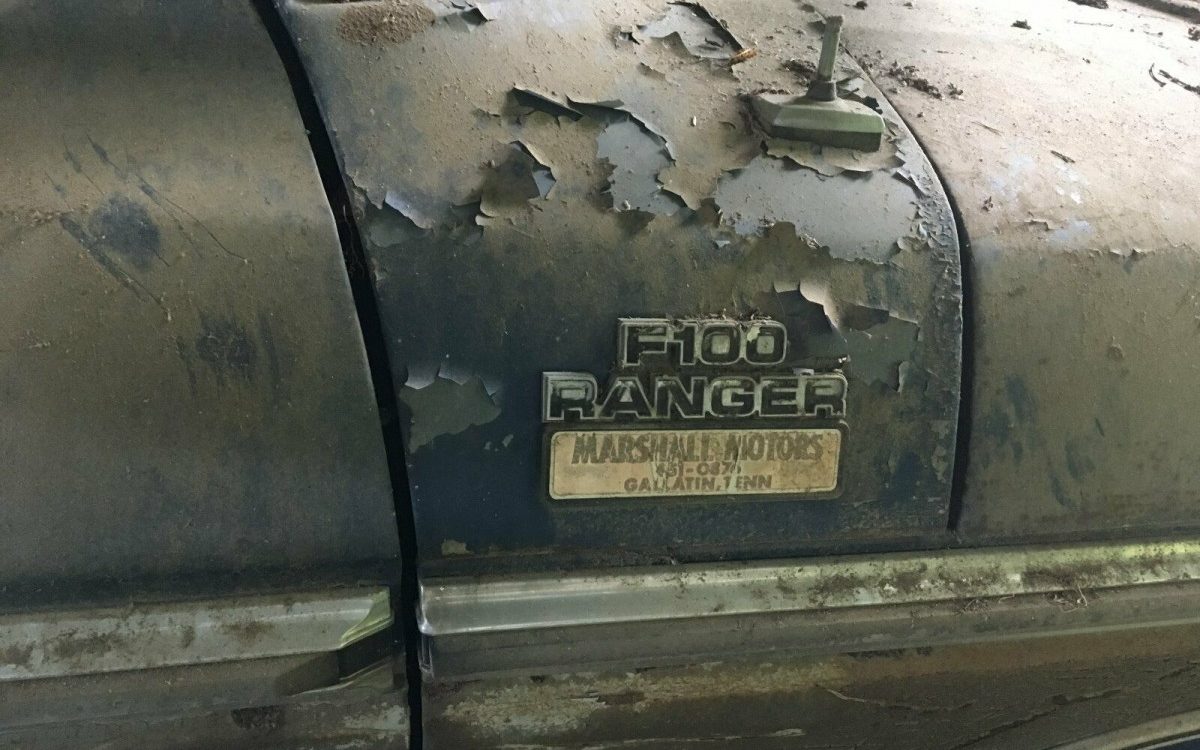 F100
RANGER
MARSHALL MOTORS
GALLATIN, TENN